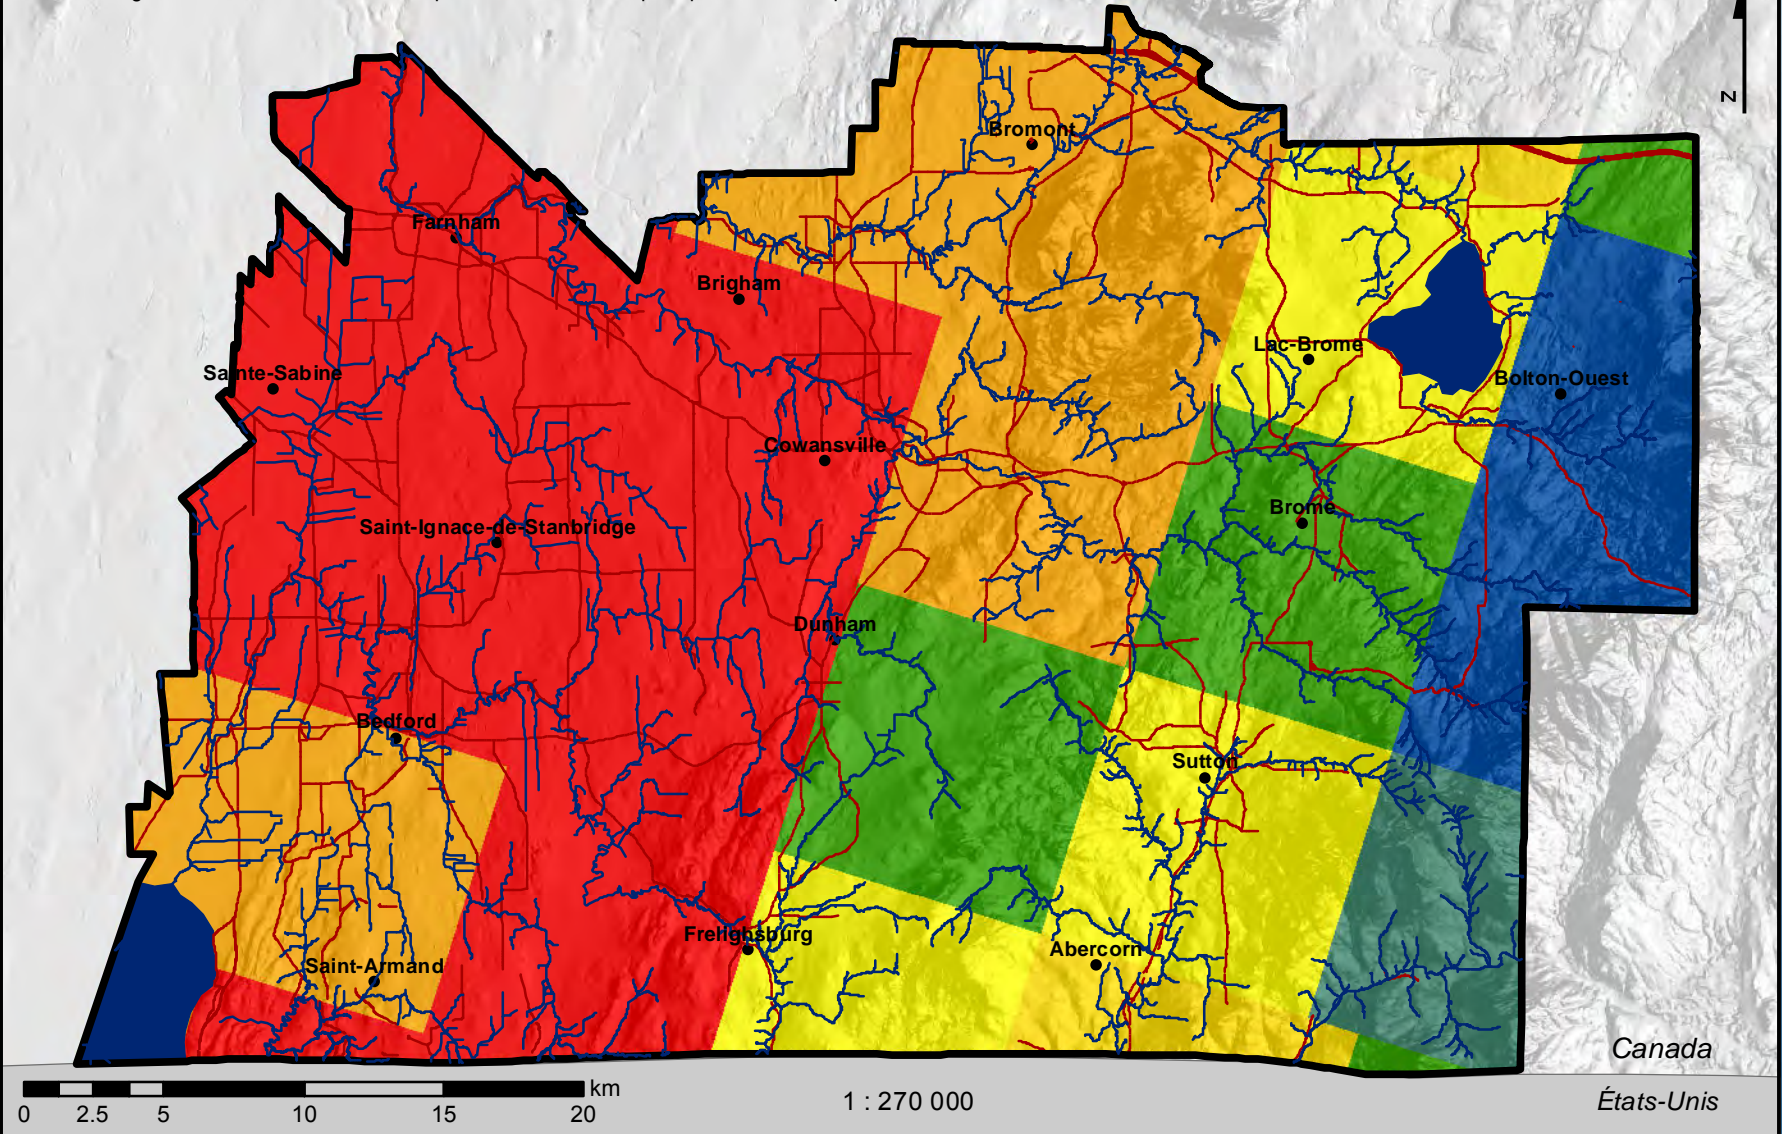 Bromont
Farnham
Brigham
Lac-Brome
Sainte-Sabine
Bolton-Ouest
Cowansville
Brome
Saint-Ignace-de-Stanbridge
Dunham
Bedford
Sutton
Frelighsburg
Abercorn
Saint-Armand
Canada
km
0 2.5 5 10 15 20
1 : 270 000
États-Unis
N